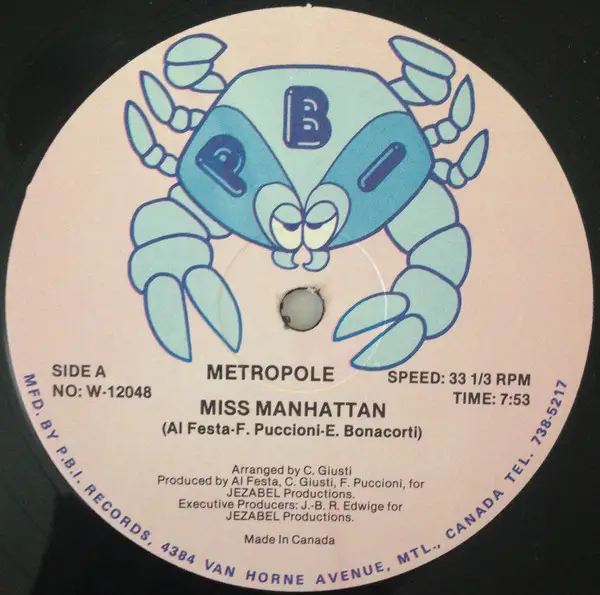 P B I
METROPOLE
SIDE A
NO: W-12048
SPEED: 33 1/3 RPM
TIME: 7:53
MISS MANHATTAN
(Al Festa-F. Puccioni-E. Bonacorti)
Arranged by C. Giusti
Produced by Al Festa, C. Giusti, F. Puccioni, for
JEZABEL Productions.
Executive Producers: J.-B. R. Edwige for
JEZABEL Productions.
Made In Canada
MFD. BY P.B.I. RECORDS, 4384 VAN HORNE AVENUE, MTL., CANADA TEL. 738-5217